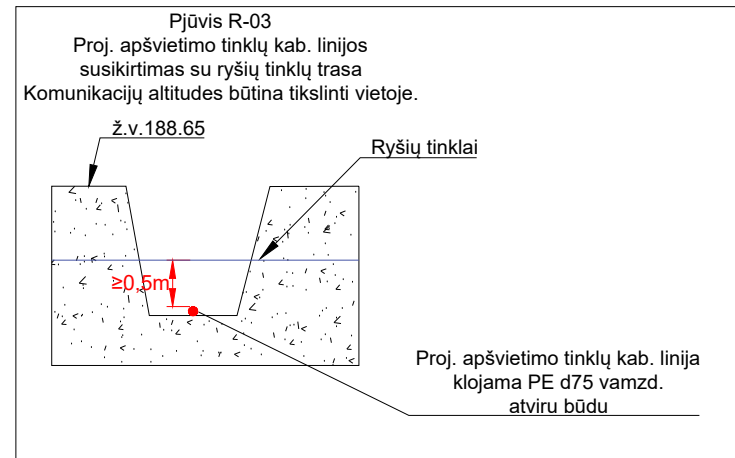 Pjūvis R-03
Proj. apšvietimo tinklų kab. linijos
susikirtimas su ryšių tinklų trasa
Komunikacijų altitudes būtina tikslinti vietoje.
ž.v.188.65
Ryšių tinklai
≥0,5m
Proj. apšvietimo tinklų kab. linija
klojama PE d75 vamzd.
atviru būdu